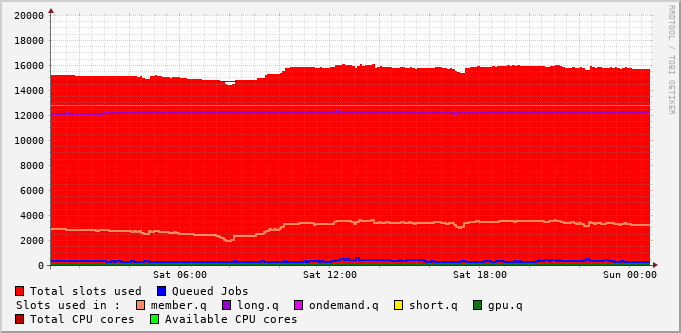 20000
18000
16000
14000
12000
10000
8000
6000
4000
2000
0
Sat 06:00 Sat 12:00 Sat 18:00 Sun 00:00
RRDTOOL / TOBI OETIKER
Total slots used Queued Jobs
Slots used in : member.q long.q ondemand.q short.q gpu.q
Total CPU cores Available CPU cores